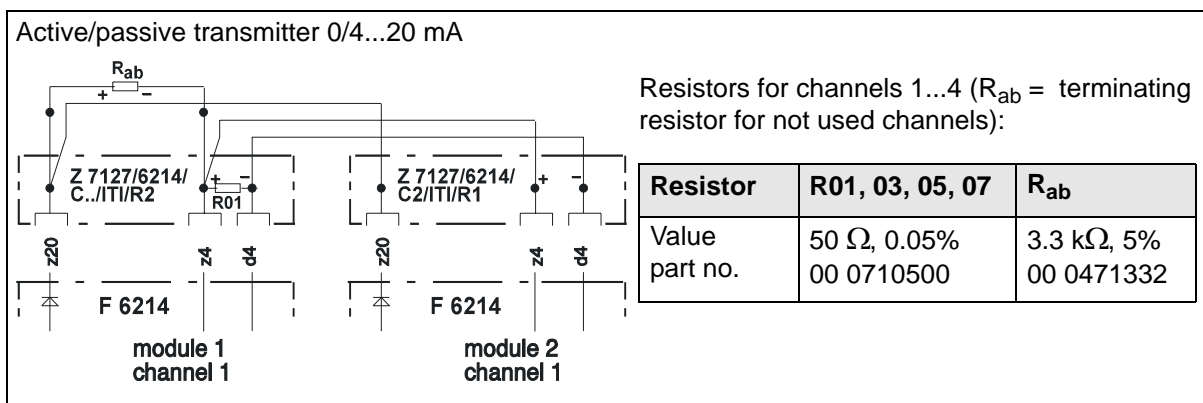 Active/passive transmitter 0/4...20 mA
Rab
+ −
Z 7127/6214/
C../ITI/R2
+ −
R01
z20
z4
d4
F 6214
module 1
channel 1
Z 7127/6214/
C2/ITI/R1
+ −
z20
z4
d4
F 6214
module 2
channel 1
Resistors for channels 1...4 (Rab = terminating
resistor for not used channels):
Resistor R01, 03, 05, 07 Rab
Value 50 Ω, 0.05% 3.3 kΩ, 5%
part no. 00 0710500 00 0471332